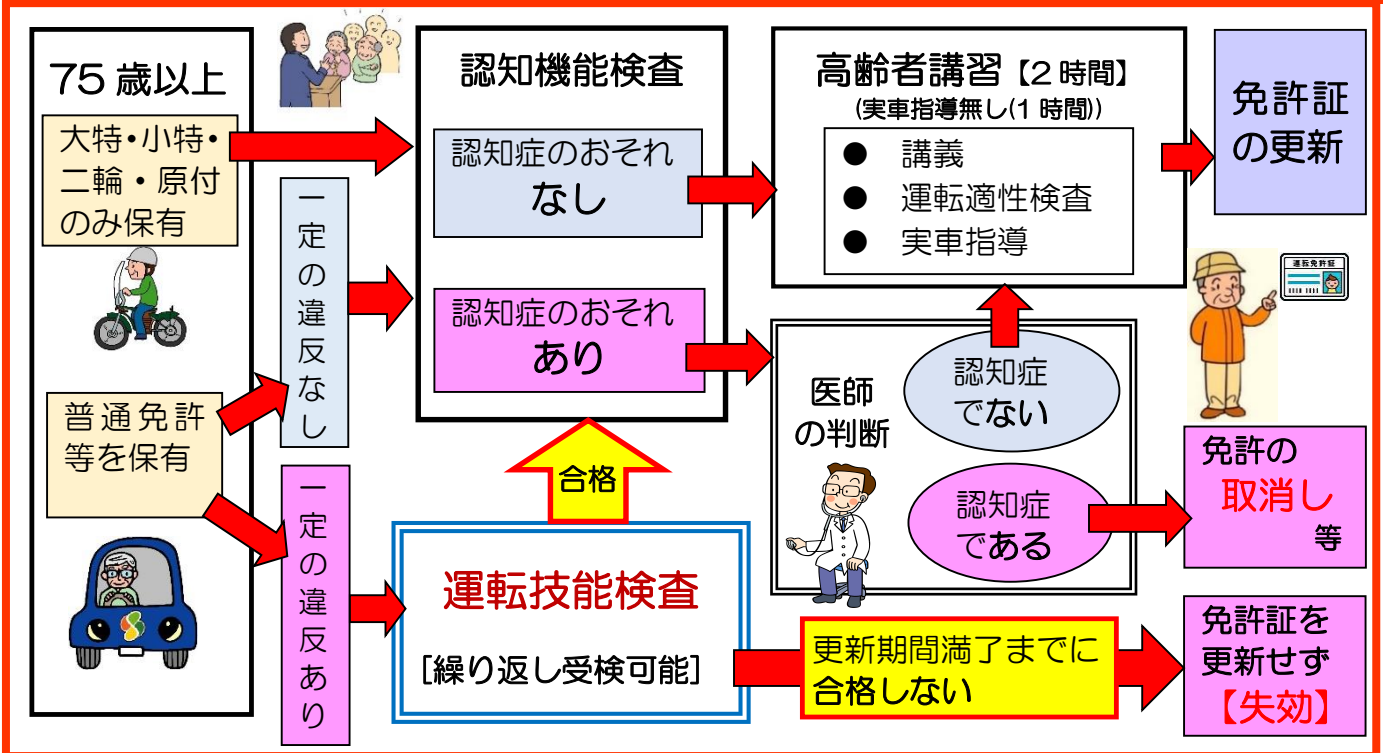 75歳以上
大特・小特・
二輪・原付
のみ保有
普通免許
等を保有
一定の違反なし
一定の違反あり
認知機能検査
認知症のおそれ
なし
認知症のおそれ
あり
合格
運転技能検査
[繰り返し受検可能]
高齢者講習【2時間】
(実車指導無し(1時間))
● 講義
● 運転適性検査
● 実車指導
医師
の判断
認知症
でない
認知症
である
更新期間満了までに
合格しない
免許証
の更新
運転免許証
免許の
取消し
等
免許証を
更新せず
【失効】